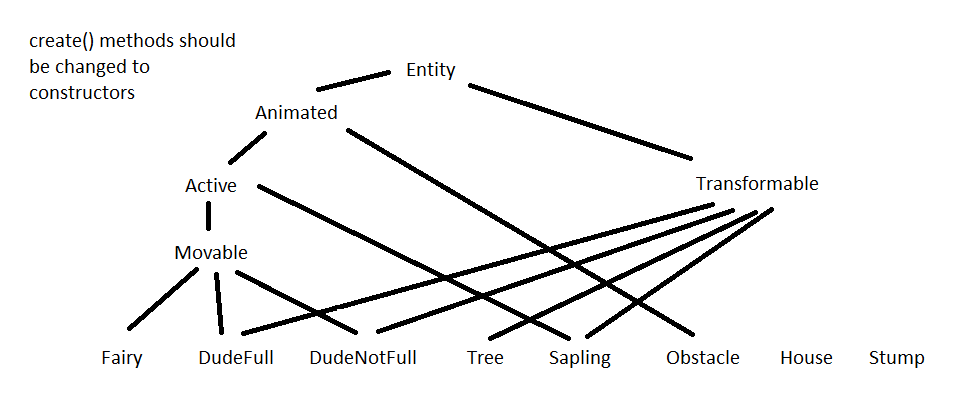 create() methods should
be changed to
constructors
Entity
Animated
Active
Transformable
Movable
Fairy
DudeFull
DudeNotFull
Tree
Sapling
Obstacle
House
Stump